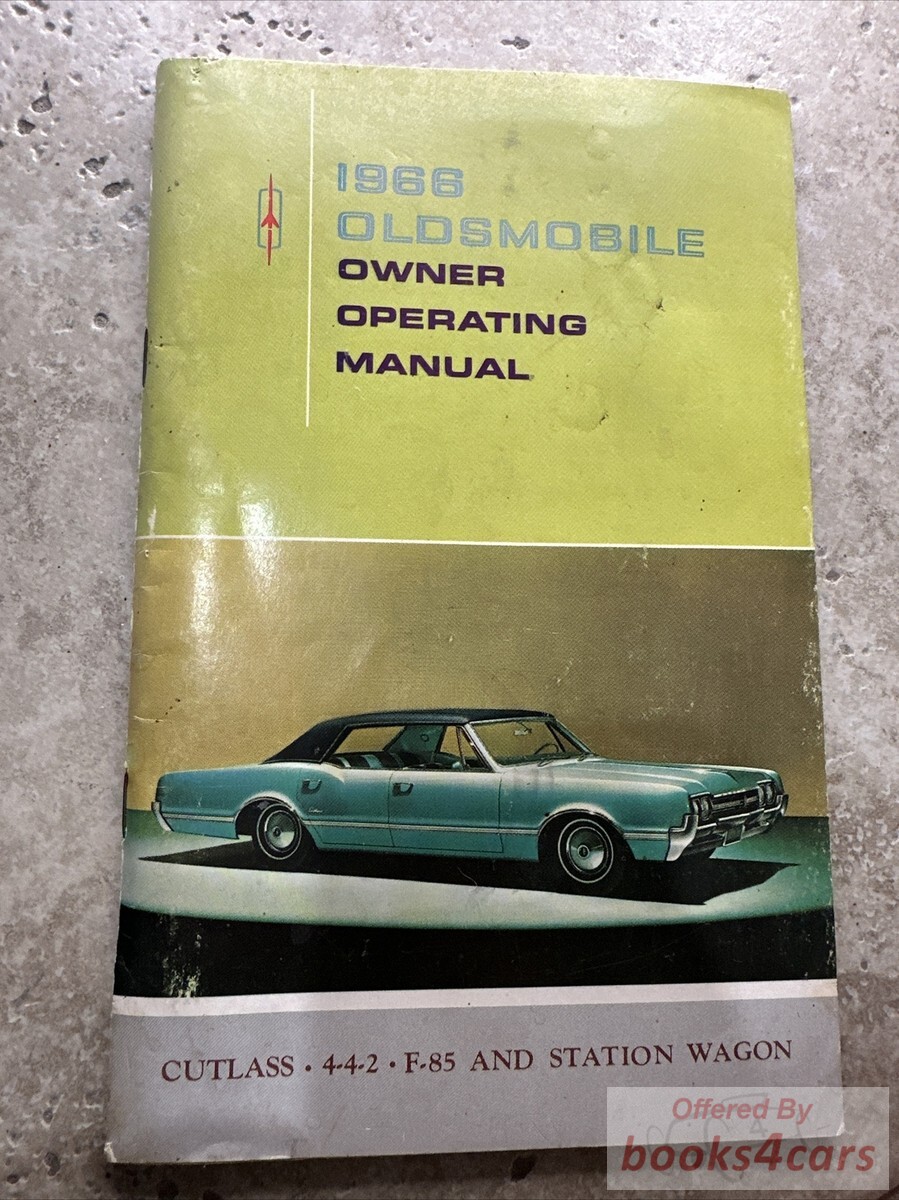 1966
OLDSMOBILE
OWNER
OPERATING
MANUAL
CUTLASS • 4-4-2 • F-85 AND STATION WAGON
Offered By
books4cars